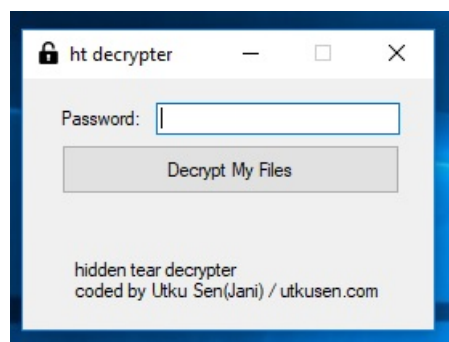 ht decrypter
Password:
Decrypt My Files
hidden tear decrypter
coded by Utku Sen(Jani) / utkusen.com